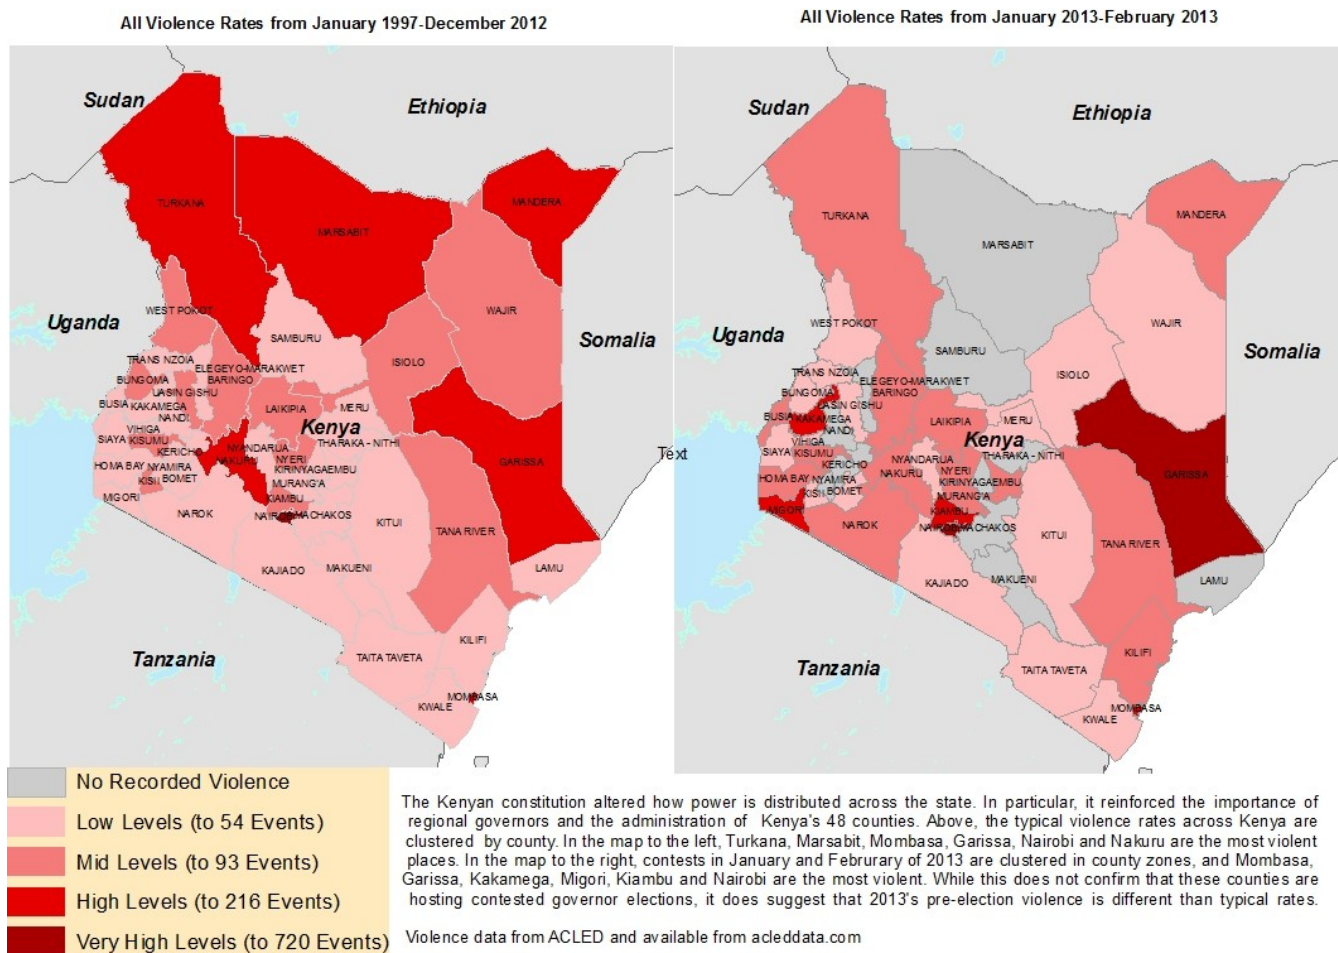 All Violence Rates from January 1997-December 2012
All Violence Rates from January 2013-February 2013
Sudan
Ethiopia
TURKANA
MARSABIT
MANDERA
WEST POKOT
WAJIR
Uganda
SAMBURU
Somalia
ISIOLO
TRANS NZOIA
ELEGEYO-MARAKWET
BUNGOMA
BARINGO
UASIN GISHU
BUSIA
KAKAMEGA
LAIKIPIA
MERU
NANDI
VIHIGA
Kenya
SIAYA
KISUMU
THARAKA - NITHI
KERICHO
NYANDARUA
NYERI
NAKURU
GARISSA
HOMA BAY
NYAMIRA
KIRINYAGA
EMBU
BOMET
KISII
MURANG'A
MIGORI
KIAMBU
NAROK
NAIROBI
MACHAKOS
KITUI
TANA RIVER
KAJIADO
MAKUENI
LAMU
KILIFI
Tanzania
TAITA TAVETA
MOMBASA
KWALE
Sudan
Ethiopia
TURKANA
MARSABIT
MANDERA
WEST POKOT
WAJIR
Uganda
SAMBURU
Somalia
ISIOLO
TRANS NZOIA
ELEGEYO-MARAKWET
BUNGOMA
BARINGO
UASIN GISHU
BUSIA
KAKAMEGA
LAIKIPIA
MERU
NANDI
VIHIGA
Kenya
Text
SIAYA
KISUMU
THARAKA - NITHI
KERICHO
NYANDARUA
NYERI
NAKURU
GARISSA
HOMA BAY
NYAMIRA
KIRINYAGA
EMBU
BOMET
KISII
MURANG'A
MIGORI
KIAMBU
NAROK
NAIROBI
MACHAKOS
KITUI
TANA RIVER
KAJIADO
MAKUENI
LAMU
KILIFI
Tanzania
TAITA TAVETA
MOMBASA
KWALE
No Recorded Violence
Low Levels (to 54 Events)
Mid Levels (to 93 Events)
High Levels (to 216 Events)
Very High Levels (to 720 Events)
The Kenyan constitution altered how power is distributed across the state. In particular, it reinforced the importance of
regional governors and the administration of Kenya's 48 counties. Above, the typical violence rates across Kenya are
clustered by county. In the map to the left, Turkana, Marsabit, Mombasa, Garissa, Nairobi and Nakuru are the most violent
places. In the map to the right, contests in January and Februrary of 2013 are clustered in county zones, and Mombasa,
Garissa, Kakamega, Migori, Kiambu and Nairobi are the most violent. While this does not confirm that these counties are
hosting contested governor elections, it does suggest that 2013's pre-election violence is different than typical rates.
Violence data from ACLED and available from acleddata.com